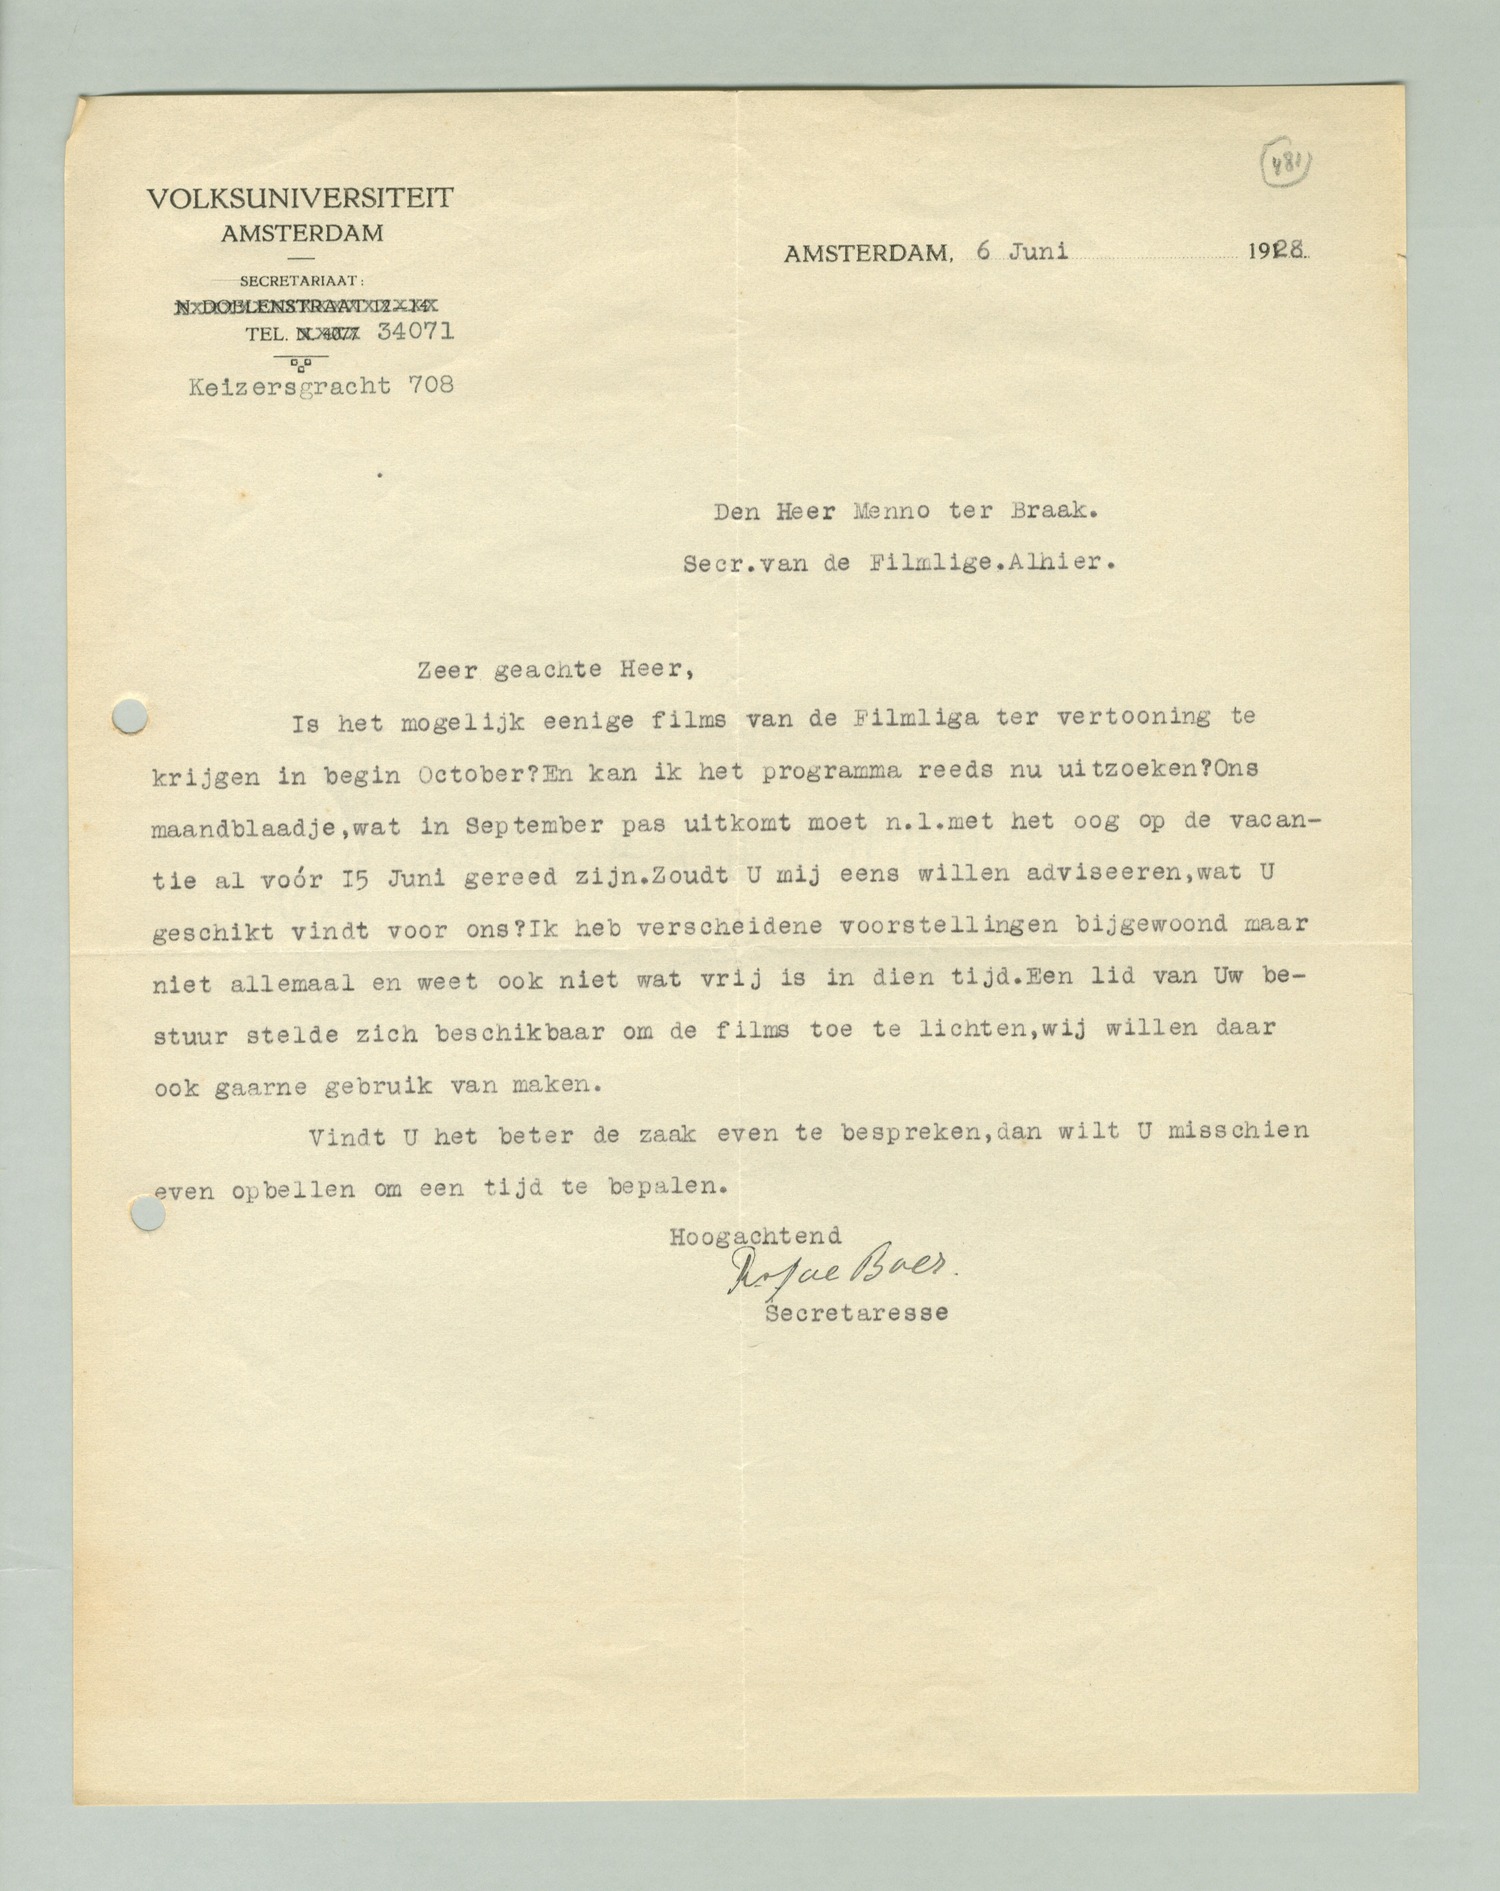 481
VOLKSUNIVERSITEIT
AMSTERDAM
AMSTERDAM, 6 Juni 1928.
SECRETARIAAT:
N. DOELENSTRAAT 12-14
TEL. N. 4077 34071
Keizersgracht 708
Den Heer Menno ter Braak.
Secr.van de Filmlige.Alhier.
Zeer geachte Heer,
Is het mogelijk eenige films van de Filmliga ter vertooning te
krijgen in begin October?En kan ik het programma reeds nu uitzoeken?Ons
maandblaadje,wat in September pas uitkomt moet n.l.met het oog op de vacan-
tie al voór I5 Juni gereed zijn.Zoudt U mij eens willen adviseeren,wat U
geschikt vindt voor ons?Ik heb verscheidene voorstellingen bijgewoond maar
niet allemaal en weet ook niet wat vrij is in dien tijd.Een lid van Uw be-
stuur stelde zich beschikbaar om de films toe te lichten,wij willen daar
ook gaarne gebruik van maken.
Vindt U het beter de zaak even te bespreken,dan wilt U misschien
even opbellen om een tijd te bepalen.
Hoogachtend
Boer.
Secretaresse